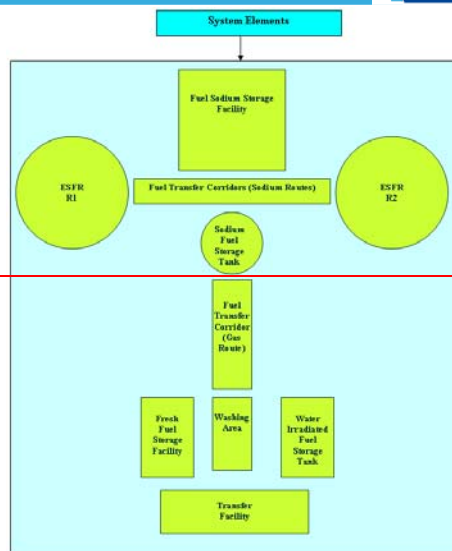 System Elements
Fuel Sodium Storage
Facility
ESFR
R1
Fuel Transfer Corridors (Sodium Routes)
ESFR
R2
Sodium
Fuel
Storage
Tank
Fuel
Transfer
Corridor
(Gas
Route)
Fresh
Fuel
Storage
Facility
Washing
Area
Water
Irradiated
Fuel
Storage
Tank
Transfer
Facility